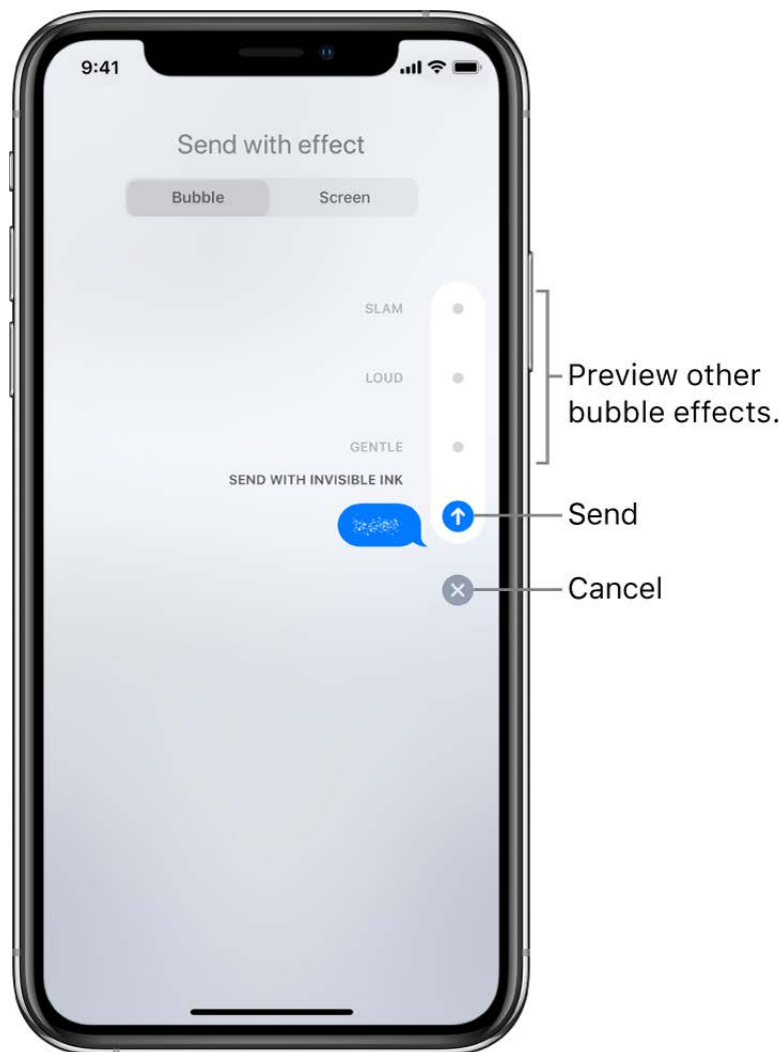 9:41
Send with effect
Bubble Screen
SLAM
LOUD
Preview other
bubble effects.
GENTLE
SEND WITH INVISIBLE INK
Send
Cancel